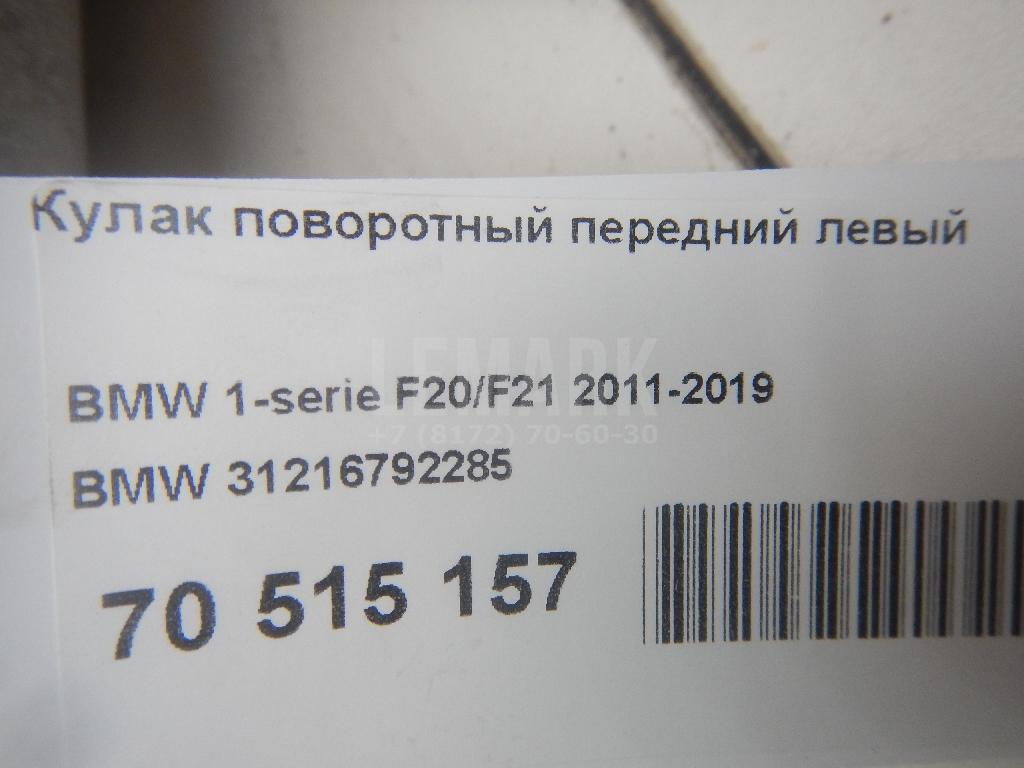 Кулак поворотный передний левый
LEMARK
BMW 1-serie F20/F21 2011-2019
+7 (8172) 70-60-30
BMW 31216792285
70 515 157